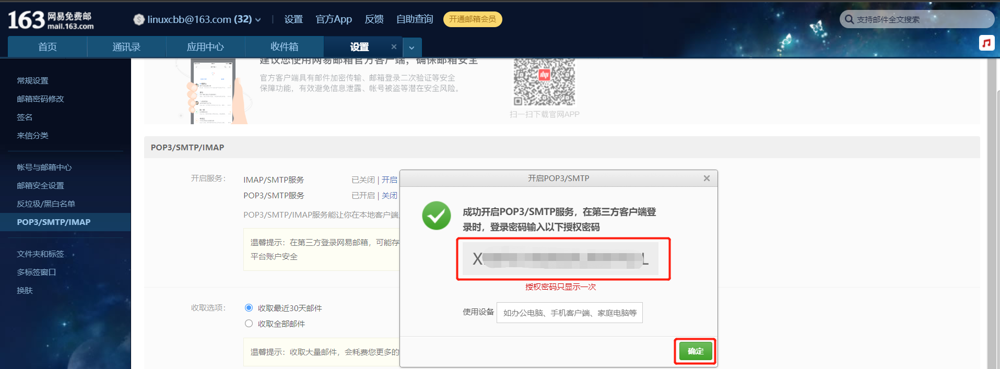 163 网易免费邮
mail.163.com
linuxcbb@163.com (32) | 设置 官方App 反馈 自助查询 开通邮箱会员
支持邮件全文搜索
首页 通讯录 应用中心 收件箱 设置
常规设置
邮箱密码修改
签名
来信分类
帐号与邮箱中心
邮箱安全设置
反垃圾/黑白名单
POP3/SMTP/IMAP
文件夹和标签
多标签窗口
换肤
建议您使用网易邮箱官方客户端，确保邮箱安全
官方客户端具有邮件加密传输、邮箱登录二次验证等安全
保障功能，有效避免信息泄露、帐号被盗等潜在安全风险。
扫一扫下载官网APP
POP3/SMTP/IMAP
开启服务： IMAP/SMTP服务 已关闭 | 开启
POP3/SMTP服务 已开启 | 关闭
POP3/SMTP/IMAP服务能让你在本地客户端
温馨提示：在第三方登录网易邮箱，可能存
平台账户安全
收取选项： 收取最近30天邮件
收取全部邮件
温馨提示：收取大量邮件，会耗费您更多的
开启POP3/SMTP
成功开启POP3/SMTP服务，在第三方客户端登
录时，登录密码输入以下授权密码
授权密码只显示一次
使用设备 如办公电脑、手机客户端、家庭电脑等
确定